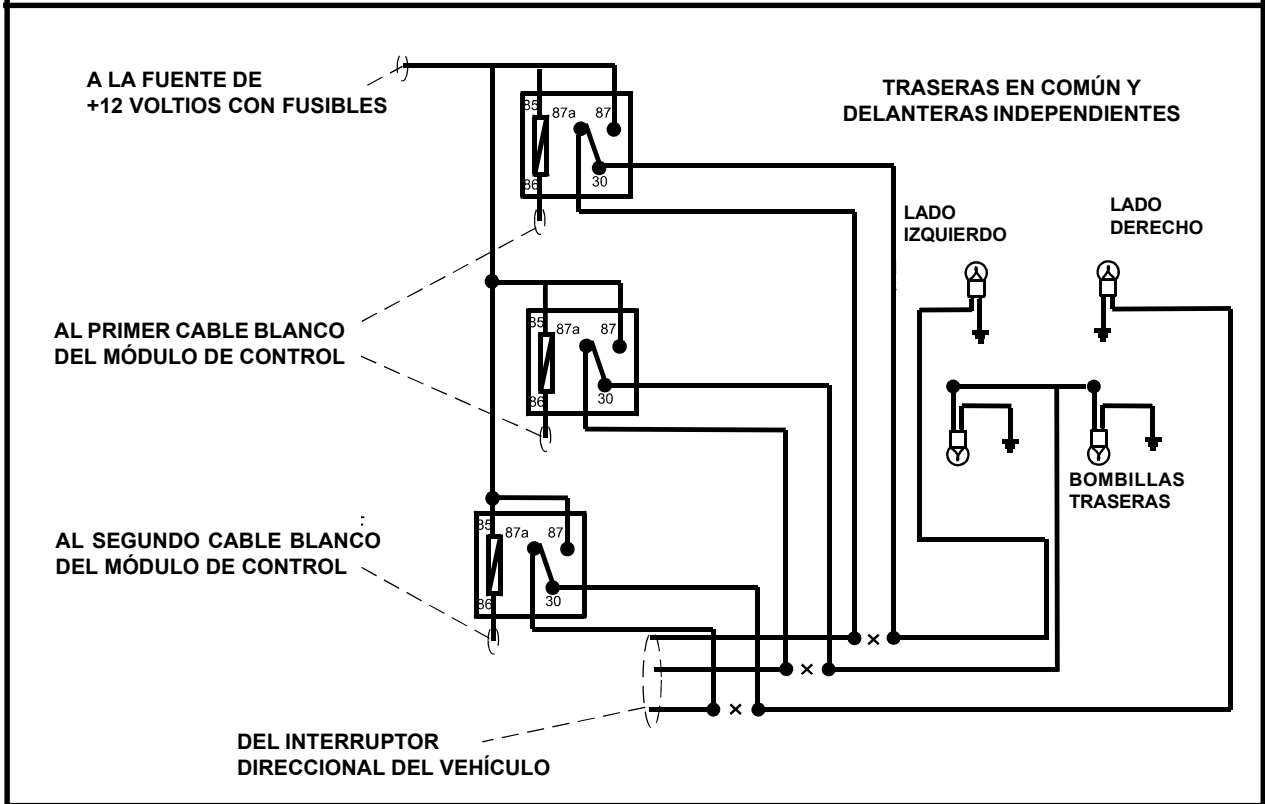 A LA FUENTE DE
+12 VOLTIOS CON FUSIBLES
TRASERAS EN COMÚN Y
DELANTERAS INDEPENDIENTES
85
87a
87
86
30
LADO
IZQUIERDO
LADO
DERECHO
AL PRIMER CABLE BLANCO
DEL MÓDULO DE CONTROL
85
87a
87
86
30
BOMBILLAS
TRASERAS
AL SEGUNDO CABLE BLANCO
DEL MÓDULO DE CONTROL
85
87a
87
86
30
DEL INTERRUPTOR
DIRECCIONAL DEL VEHÍCULO